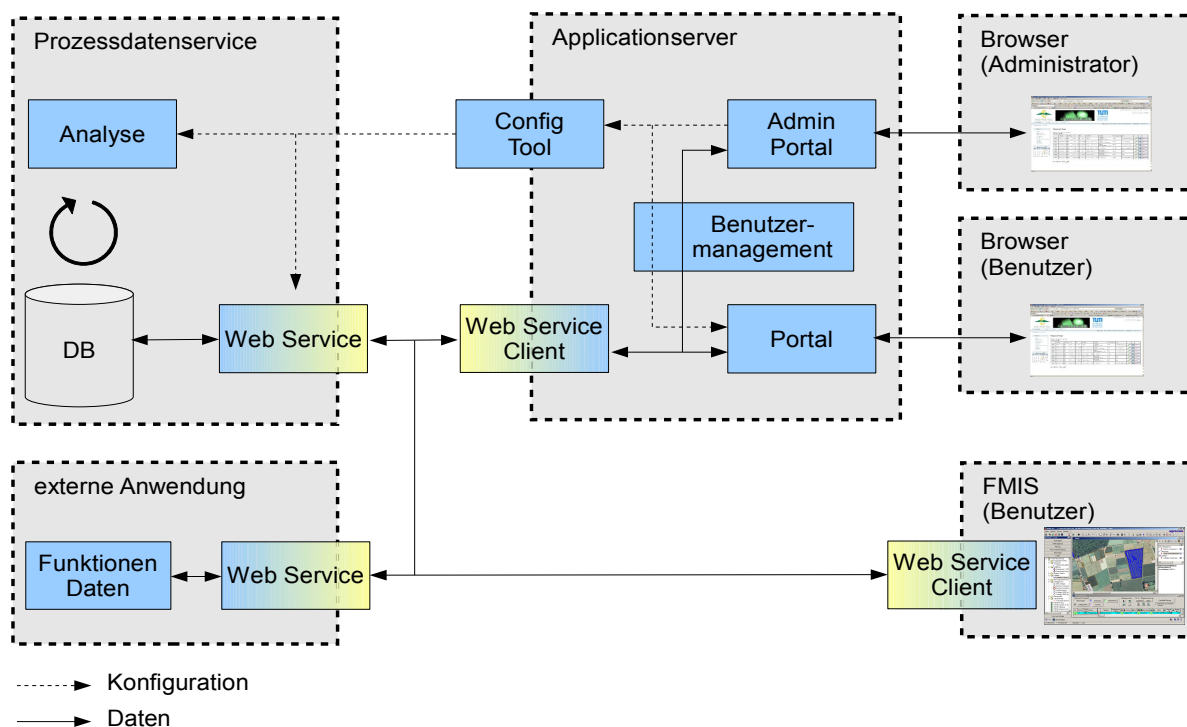 Prozessdatenservice
Analyse
DB
Web Service
Applicationserver
Config
Tool
Admin
Portal
Benutzer-
management
Web Service
Client
Portal
Browser
(Administrator)
Browser
(Benutzer)
externe Anwendung
Funktionen
Daten
Web Service
FMIS
(Benutzer)
Web Service
Client
Konfiguration
Daten